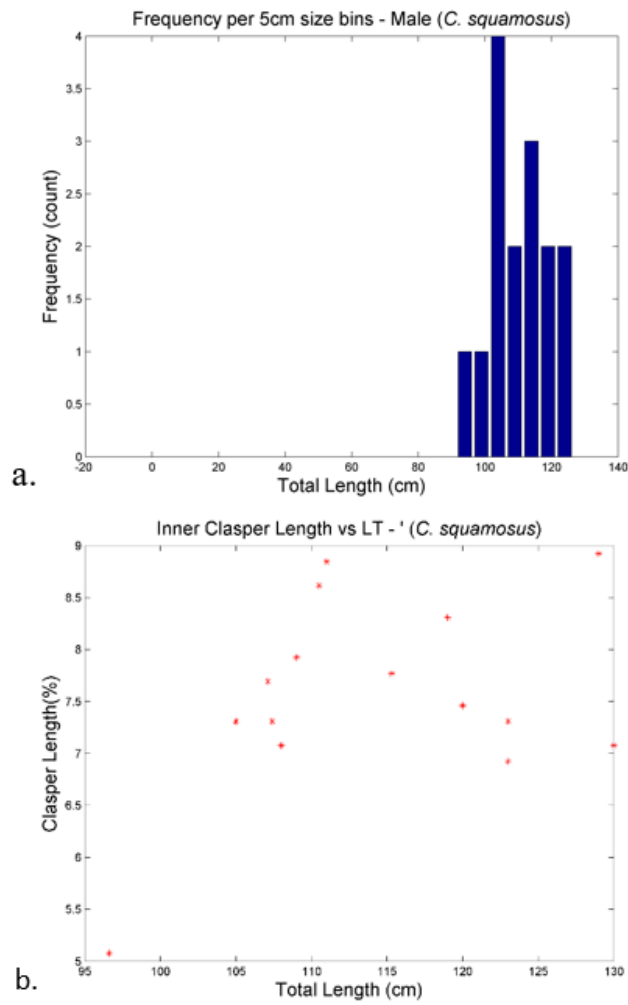 Frequency per 5cm size bins - Male (C. squamosus)
4
3.5
3
2.5
2
1.5
1
0.5
0
Frequency (count)
-20 0 20 40 60 80 100 120 140
Total Length (cm)
a.
Inner Clasper Length vs LT - ' (C. squamosus)
9
8.5
8
7.5
7
6.5
6
5.5
5
Clasper Length(%)
95 100 105 110 115 120 125 130
Total Length (cm)
b.